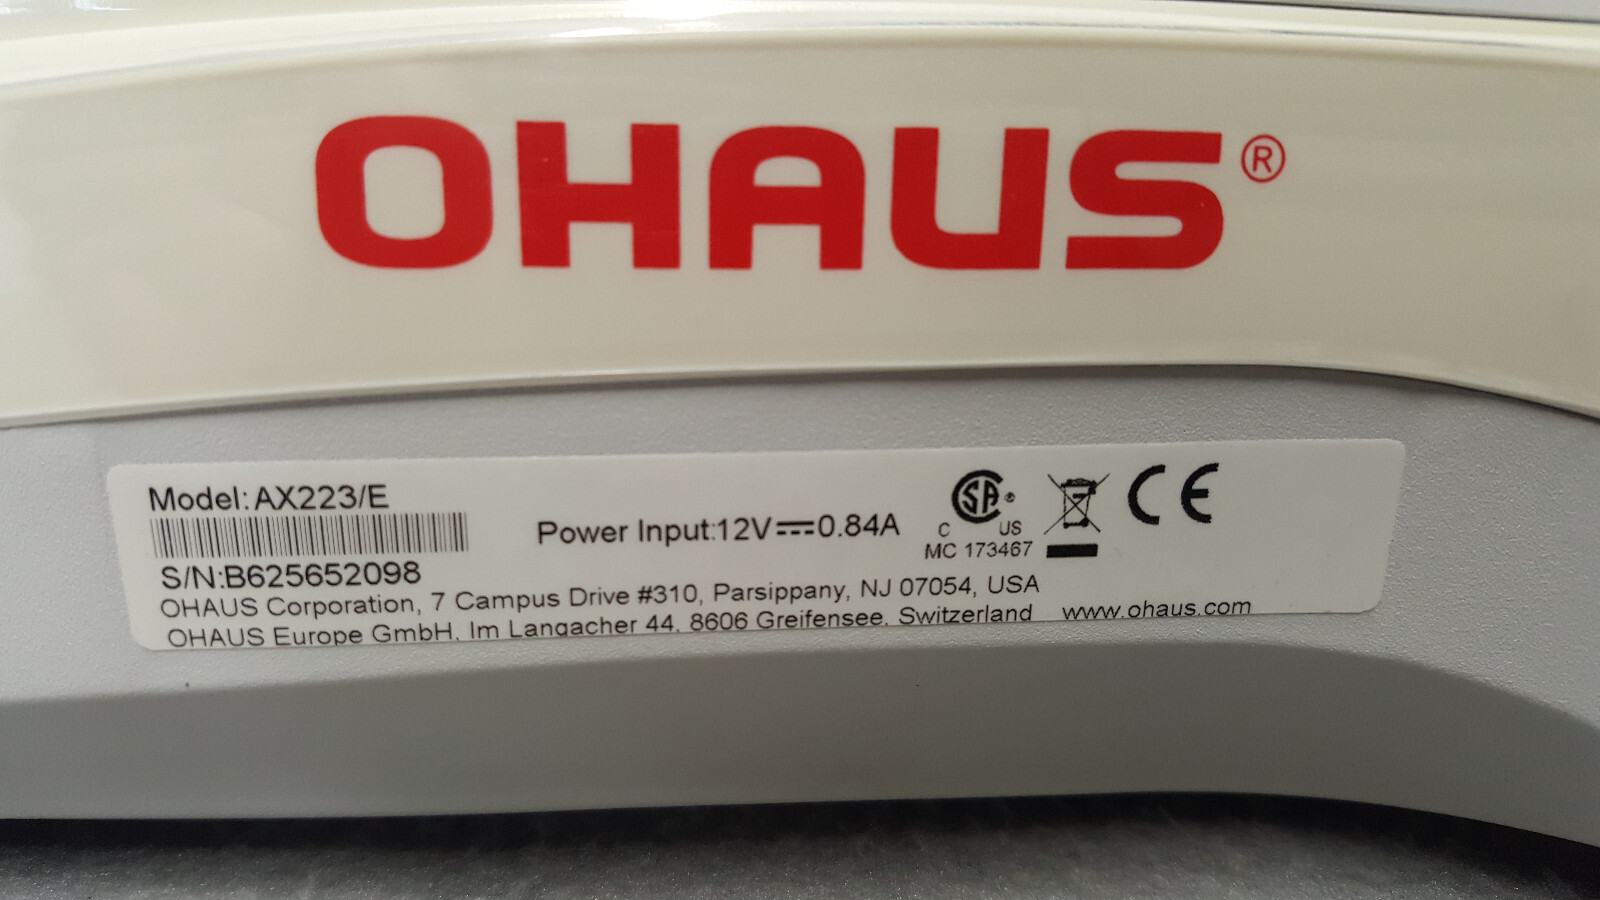 OHAUS®
Model:AX223/E
S/N:B625652098
Power Input:12V⎓0.84A
CSA®
C US
MC 173467
CE
OHAUS Corporation, 7 Campus Drive #310, Parsippany, NJ 07054, USA
OHAUS Europe GmbH, Im Langacher 44, 8606 Greifensee, Switzerland www.ohaus.com